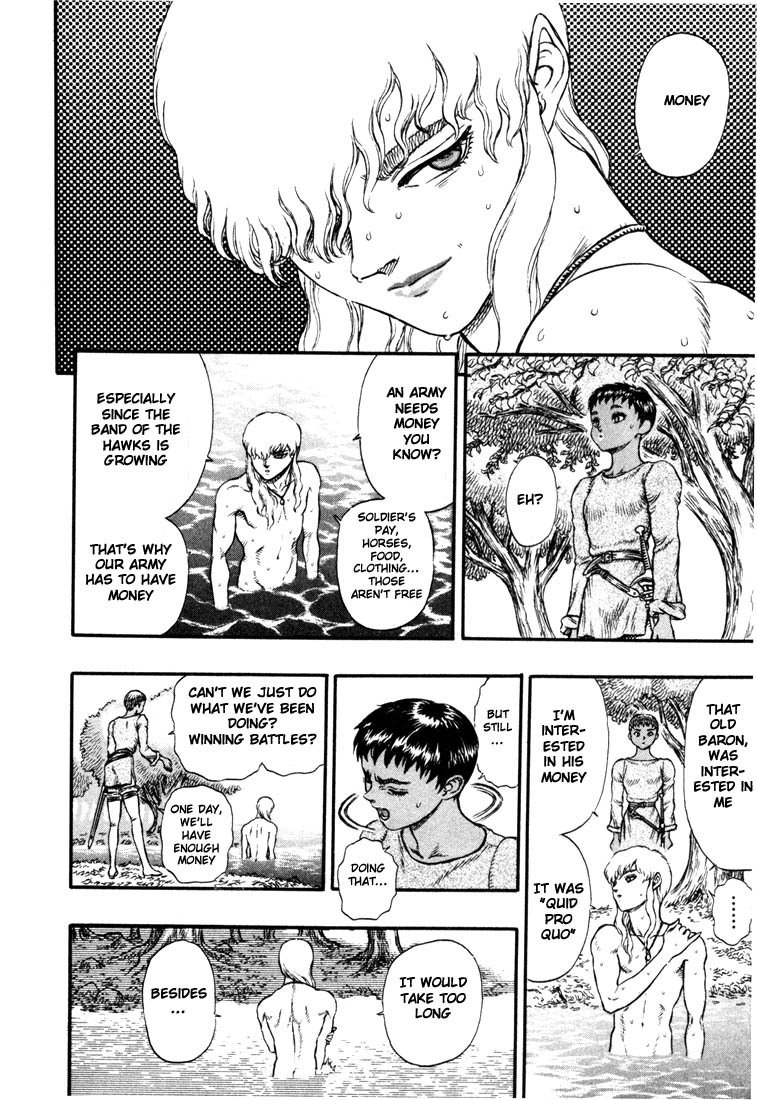 MONEY
EH?
AN ARMY
NEEDS
MONEY
YOU
KNOW?
SOLDIER'S
PAY,
HORSES,
FOOD,
CLOTHING...
THOSE
AREN'T FREE
ESPECIALLY
SINCE THE
BAND OF THE
HAWKS IS
GROWING
THAT'S WHY
OUR ARMY
HAS TO HAVE
MONEY
THAT
OLD
BARON,
WAS
INTER-
ESTED IN
ME
I'M
INTER-
ESTED
IN HIS
MONEY
......
IT WAS
"QUID
PRO
QUO"
BUT
STILL
...
DOING
THAT...
CAN'T WE JUST DO
WHAT WE'VE BEEN
DOING?
WINNING BATTLES?
ONE DAY,
WE'LL
HAVE
ENOUGH
MONEY
IT WOULD
TAKE TOO
LONG
BESIDES
...